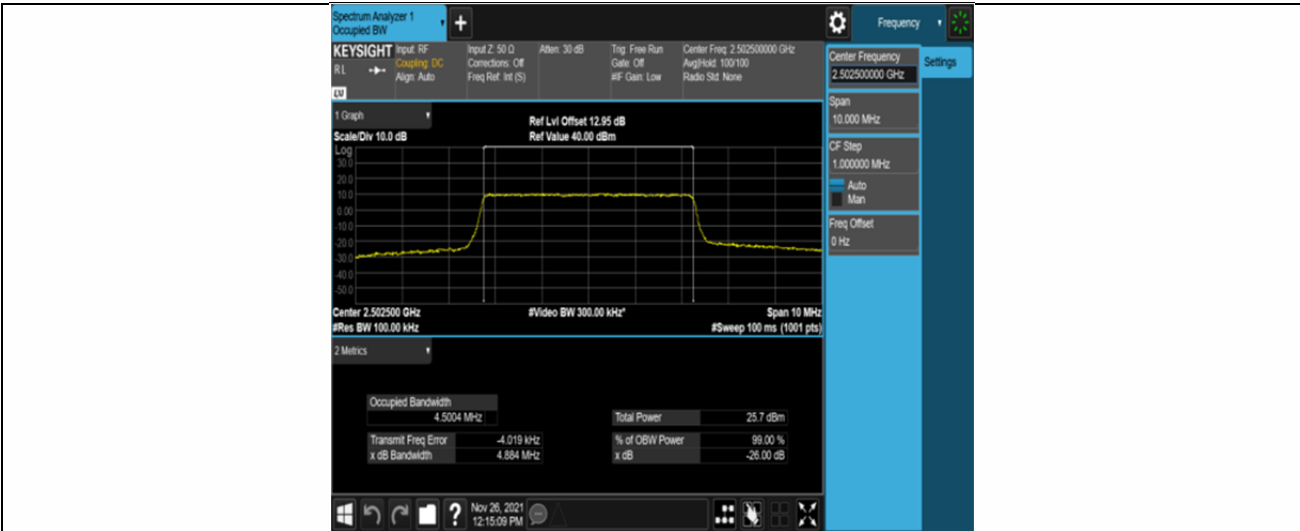 Spectrum Analyzer 1
Occupied BW
+
Frequency
KEYSIGHT
R L
LXI
Input: RF
Coupling: DC
Align: Auto
Input Z: 50 Ω
Corrections: Off
Freq Ref: Int (S)
Atten: 30 dB
Trig: Free Run
Gate: Off
#IF Gain: Low
Center Freq: 2.502500000 GHz
Avg|Hold: 100/100
Radio Std: None
Center Frequency
2.502500000 GHz
Settings
Span
10.000 MHz
CF Step
1.000000 MHz
Auto
Man
Freq Offset
0 Hz
1 Graph
Scale/Div 10.0 dB
Ref Lvl Offset 12.95 dB
Ref Value 40.00 dBm
Log
30.0
20.0
10.0
0.00
-10.0
-20.0
-30.0
-40.0
-50.0
Center 2.502500 GHz
#Res BW 100.00 kHz
#Video BW 300.00 kHz*
Span 10 MHz
#Sweep 100 ms (1001 pts)
2 Metrics
Occupied Bandwidth
4.5004 MHz
Total Power 25.7 dBm
Transmit Freq Error -4.019 kHz
% of OBW Power 99.00 %
x dB Bandwidth 4.884 MHz
x dB -26.00 dB
?
Nov 26, 2021
12:15:09 PM